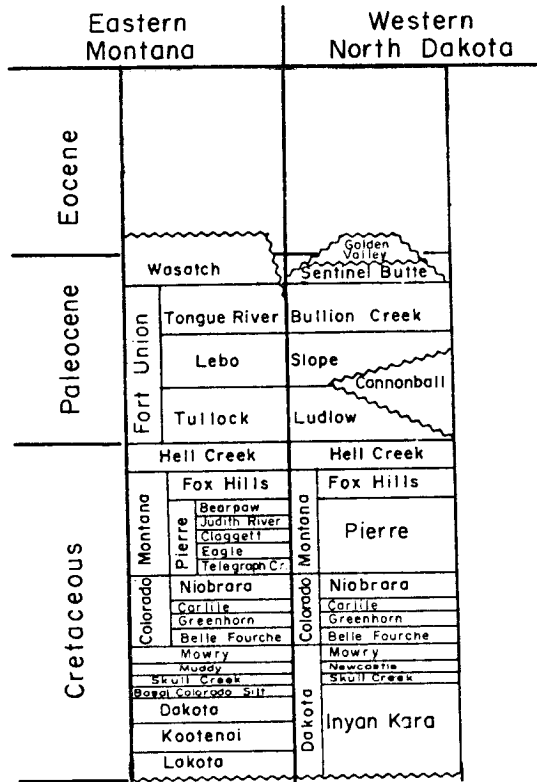 Eastern
Montana
Western
North Dakota
Eocene
Paleocene
Cretaceous
Wasatch
Fort Union
Tongue River
Lebo
Tullock
Hell Creek
Montana
Fox Hills
Pierre
Bearpaw
Judith River
Claggett
Eagle
Telegraph Cr.
Colorado
Niobrara
Carlile
Greenhorn
Belle Fourche
Mowry
Muddy
Skull Creek
Basal Colorado Silt
Dakota
Kootenai
Lakota
Golden
Valley
Sentinel Butte
Bullion Creek
Slope
Cannonball
Ludlow
Hell Creek
Montana
Fox Hills
Pierre
Colorado
Niobrara
Carlile
Greenhorn
Belle Fourche
Dakota
Mowry
Newcastle
Skull Creek
Inyan Kara